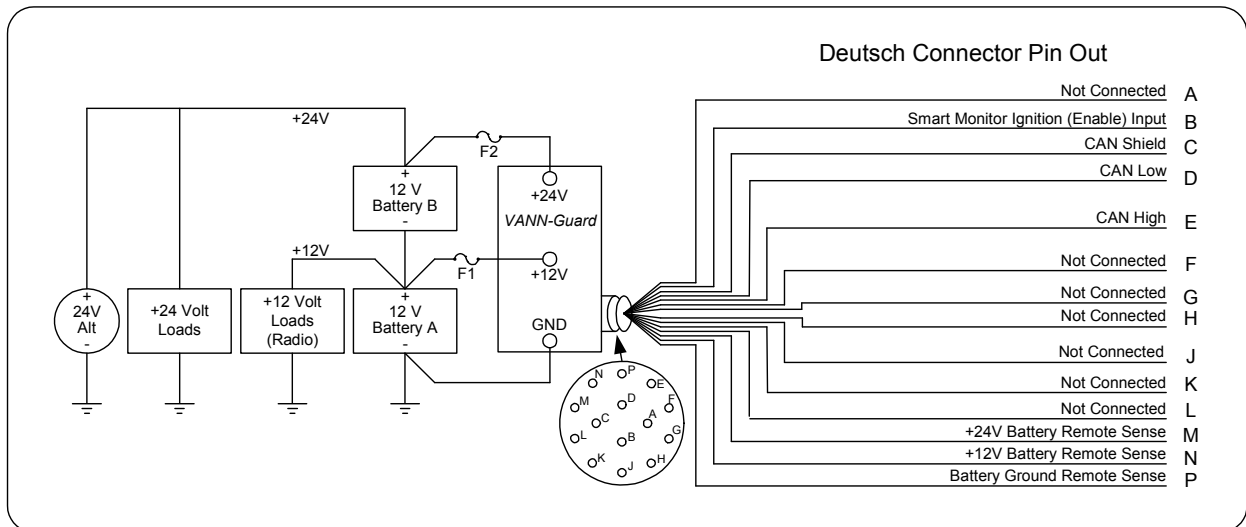 Deutsch Connector Pin Out
Not Connected A
Smart Monitor Ignition (Enable) Input B
CAN Shield C
CAN Low D
CAN High E
Not Connected F
Not Connected G
Not Connected H
Not Connected J
Not Connected K
Not Connected L
+24V Battery Remote Sense M
+12V Battery Remote Sense N
Battery Ground Remote Sense P
+24V
F2
+
12 V
Battery B
-
+24V
VANN-Guard
+12V
F1
+12V
GND
+
24V
Alt
-
+24 Volt
Loads
+12 Volt
Loads
(Radio)
+
12 V
Battery A
-
N
P
E
M
D
F
C
A
L
B
G
K
J
H